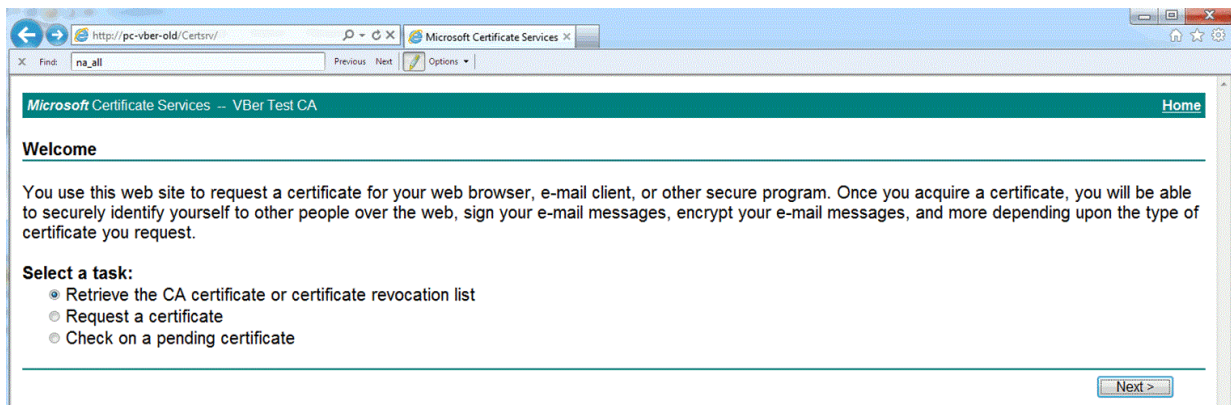 http://pc-vber-old/Certsrv/
Microsoft Certificate Services
X Find: na_all Previous Next Options
Microsoft Certificate Services -- VBer Test CA Home
Welcome
You use this web site to request a certificate for your web browser, e-mail client, or other secure program. Once you acquire a certificate, you will be able
to securely identify yourself to other people over the web, sign your e-mail messages, encrypt your e-mail messages, and more depending upon the type of
certificate you request.
Select a task:
Retrieve the CA certificate or certificate revocation list
Request a certificate
Check on a pending certificate
Next >